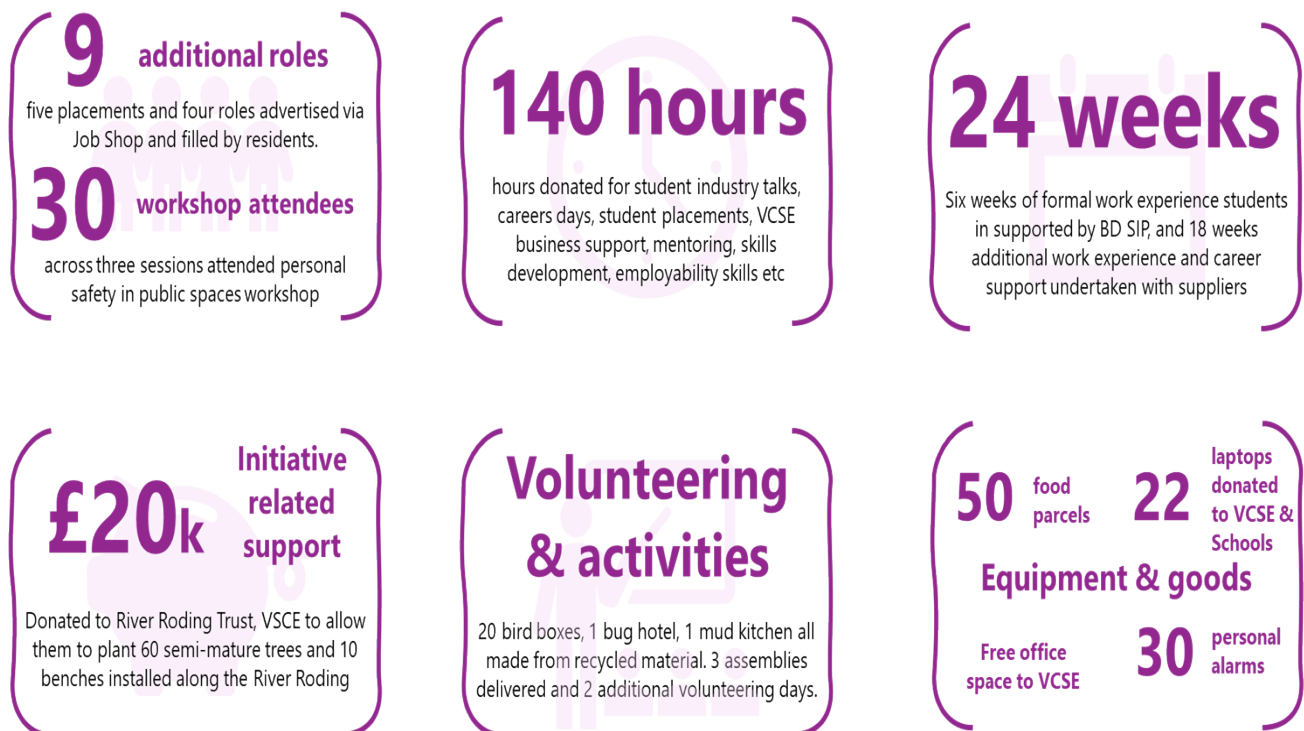 9 additional roles
five placements and four roles advertised via
Job Shop and filled by residents.
30 workshop attendees
across three sessions attended personal
safety in public spaces workshop
140 hours
hours donated for student industry talks,
careers days, student placements, VCSE
business support, mentoring, skills
development, employability skills etc
24 weeks
Six weeks of formal work experience students
in supported by BD SIP, and 18 weeks
additional work experience and career
support undertaken with suppliers
£20k
Initiative
related
support
Donated to River Roding Trust, VSCE to allow
them to plant 60 semi-mature trees and 10
benches installed along the River Roding
Volunteering
& activities
20 bird boxes, 1 bug hotel, 1 mud kitchen all
made from recycled material. 3 assemblies
delivered and 2 additional volunteering days.
50
food
parcels
22
laptops
donated
to VCSE &
Schools
Equipment & goods
Free office
space to VCSE
30
personal
alarms